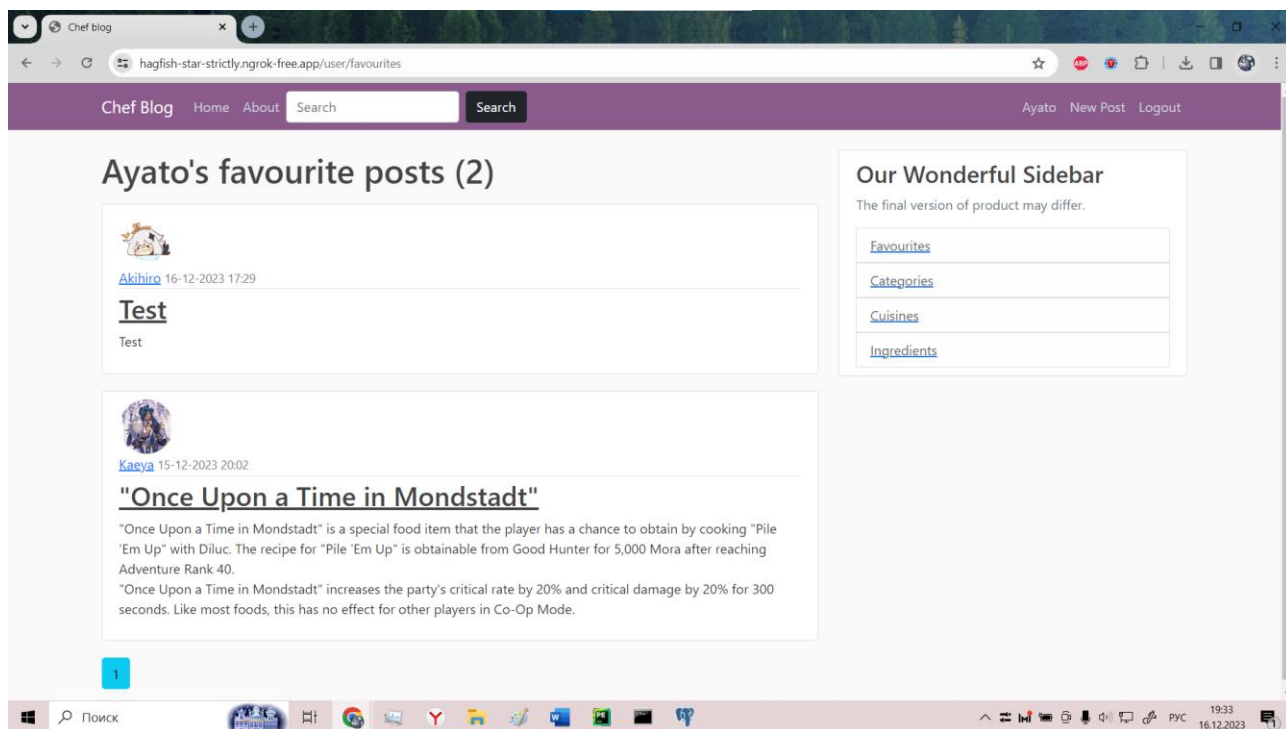 Chef blog
hagfish-star-strictly.ngrok-free.app/user/favourites
ABP
Chef Blog Home About Search Search Ayato New Post Logout
Ayato's favourite posts (2)
Akihiro 16-12-2023 17:29
Test
Test
Kaeya 15-12-2023 20:02
"Once Upon a Time in Mondstadt"
"Once Upon a Time in Mondstadt" is a special food item that the player has a chance to obtain by cooking "Pile
'Em Up" with Diluc. The recipe for "Pile 'Em Up" is obtainable from Good Hunter for 5,000 Mora after reaching
Adventure Rank 40.
"Once Upon a Time in Mondstadt" increases the party's critical rate by 20% and critical damage by 20% for 300
seconds. Like most foods, this has no effect for other players in Co-Op Mode.
1
Our Wonderful Sidebar
The final version of product may differ.
Favourites
Categories
Cuisines
Ingredients
Поиск
РУС
19:33
16.12.2023